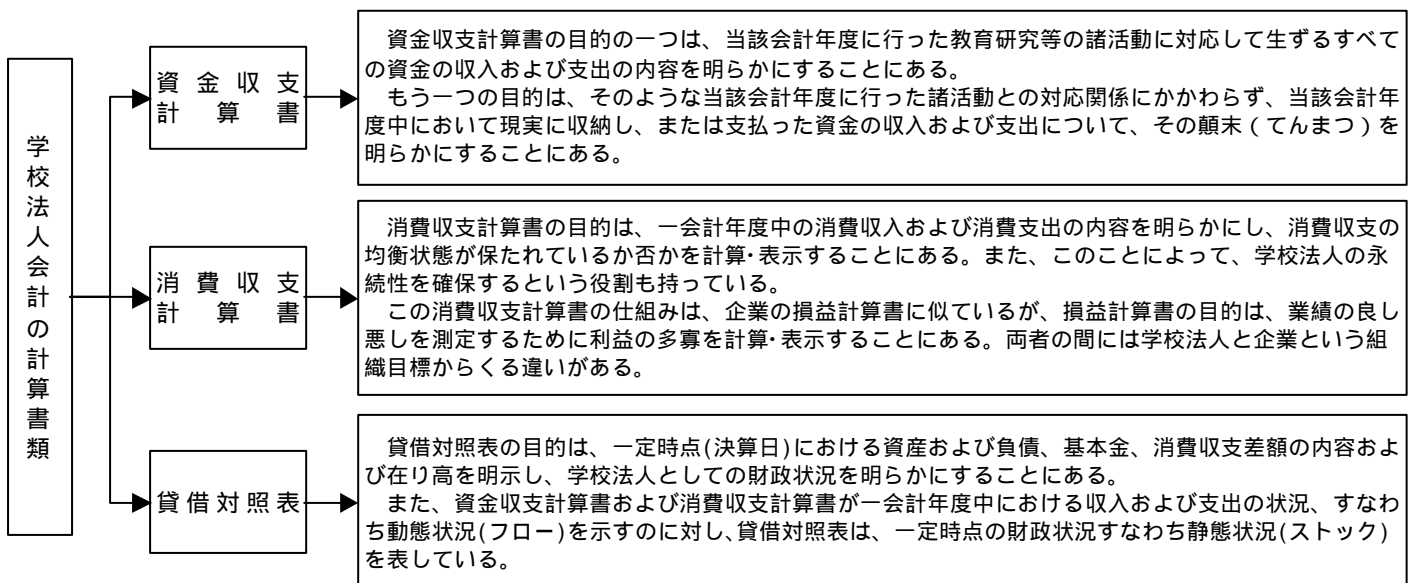 学校法人会計の計算書類
資金収支
計算書
資金収支計算書の目的の一つは、当該会計年度に行った教育研究等の諸活動に対応して生ずるすべて
の資金の収入および支出の内容を明らかにすることにある。
もう一つの目的は、そのような当該会計年度に行った諸活動との対応関係にかかわらず、当該会計年
度中において現実に収納し、または支払った資金の収入および支出について、その顛末(てんまつ)を
明らかにすることにある。
消費収支
計算書
消費収支計算書の目的は、一会計年度中の消費収入および消費支出の内容を明らかにし、消費収支の
均衡状態が保たれているか否かを計算・表示することにある。また、このことによって、学校法人の永
続性を確保するという役割も持っている。
この消費収支計算書の仕組みは、企業の損益計算書に似ているが、損益計算書の目的は、業績の良し
悪しを測定するために利益の多寡を計算・表示することにある。両者の間には学校法人と企業という組
織目標からくる違いがある。
貸借対照表
貸借対照表の目的は、一定時点(決算日)における資産および負債、基本金、消費収支差額の内容およ
び在り高を明示し、学校法人としての財政状況を明らかにすることにある。
また、資金収支計算書および消費収支計算書が一会計年度中における収入および支出の状況、すなわ
ち動態状況(フロー)を示すのに対し、貸借対照表は、一定時点の財政状況すなわち静態状況(ストック)
を表している。